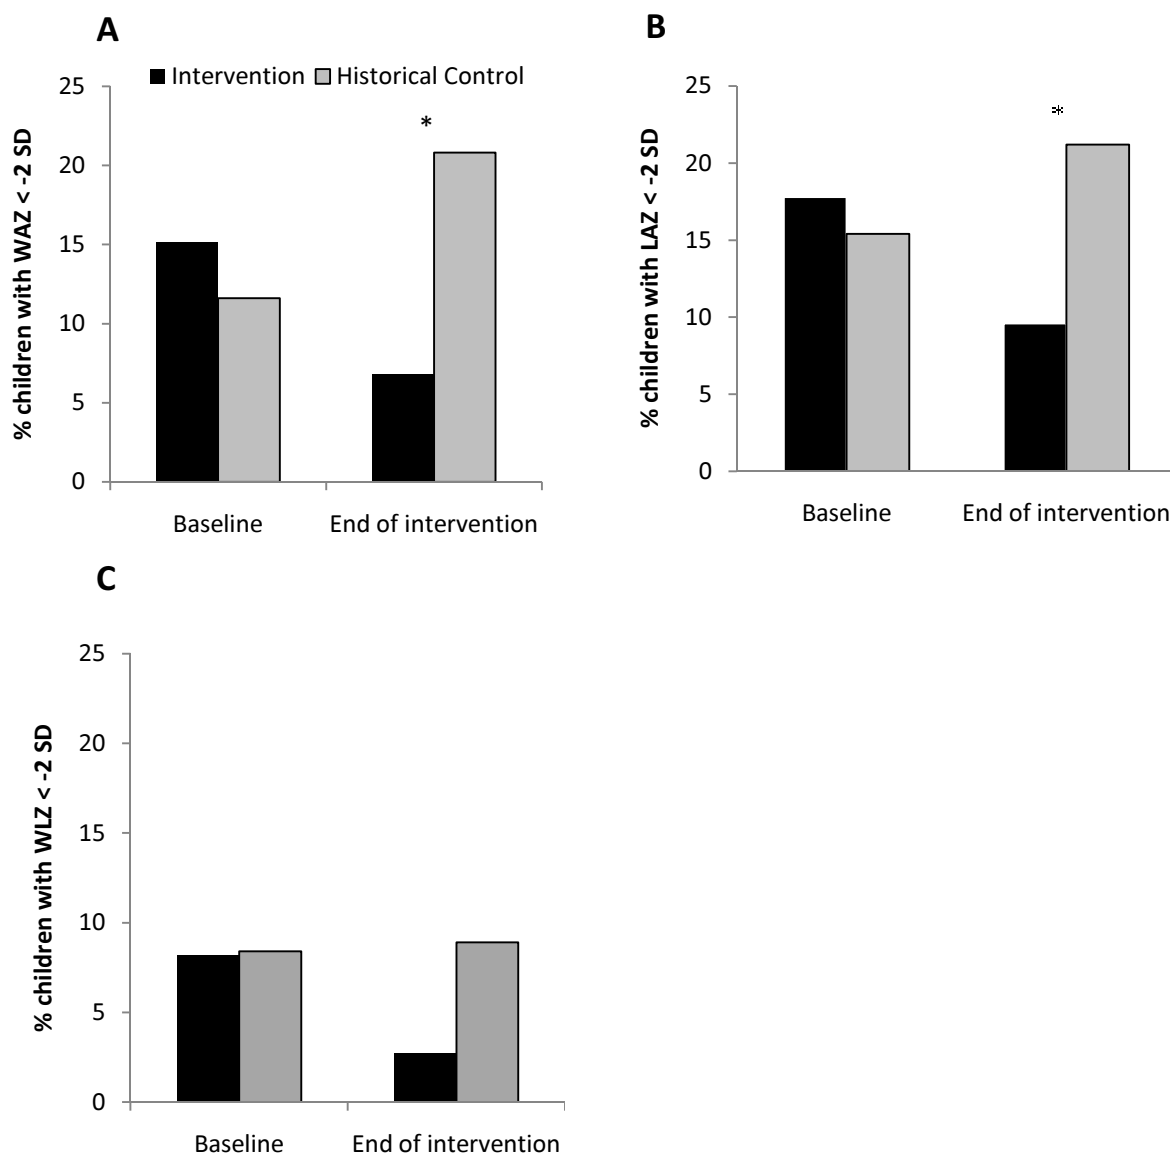 A
Intervention Historical Control
% children with WAZ < -2 SD
25
20
15
10
5
0
*
Baseline End of intervention
B
% children with LAZ < -2 SD
25
20
15
10
5
0
*
Baseline End of intervention
C
% children with WLZ < -2 SD
25
20
15
10
5
0
Baseline End of intervention